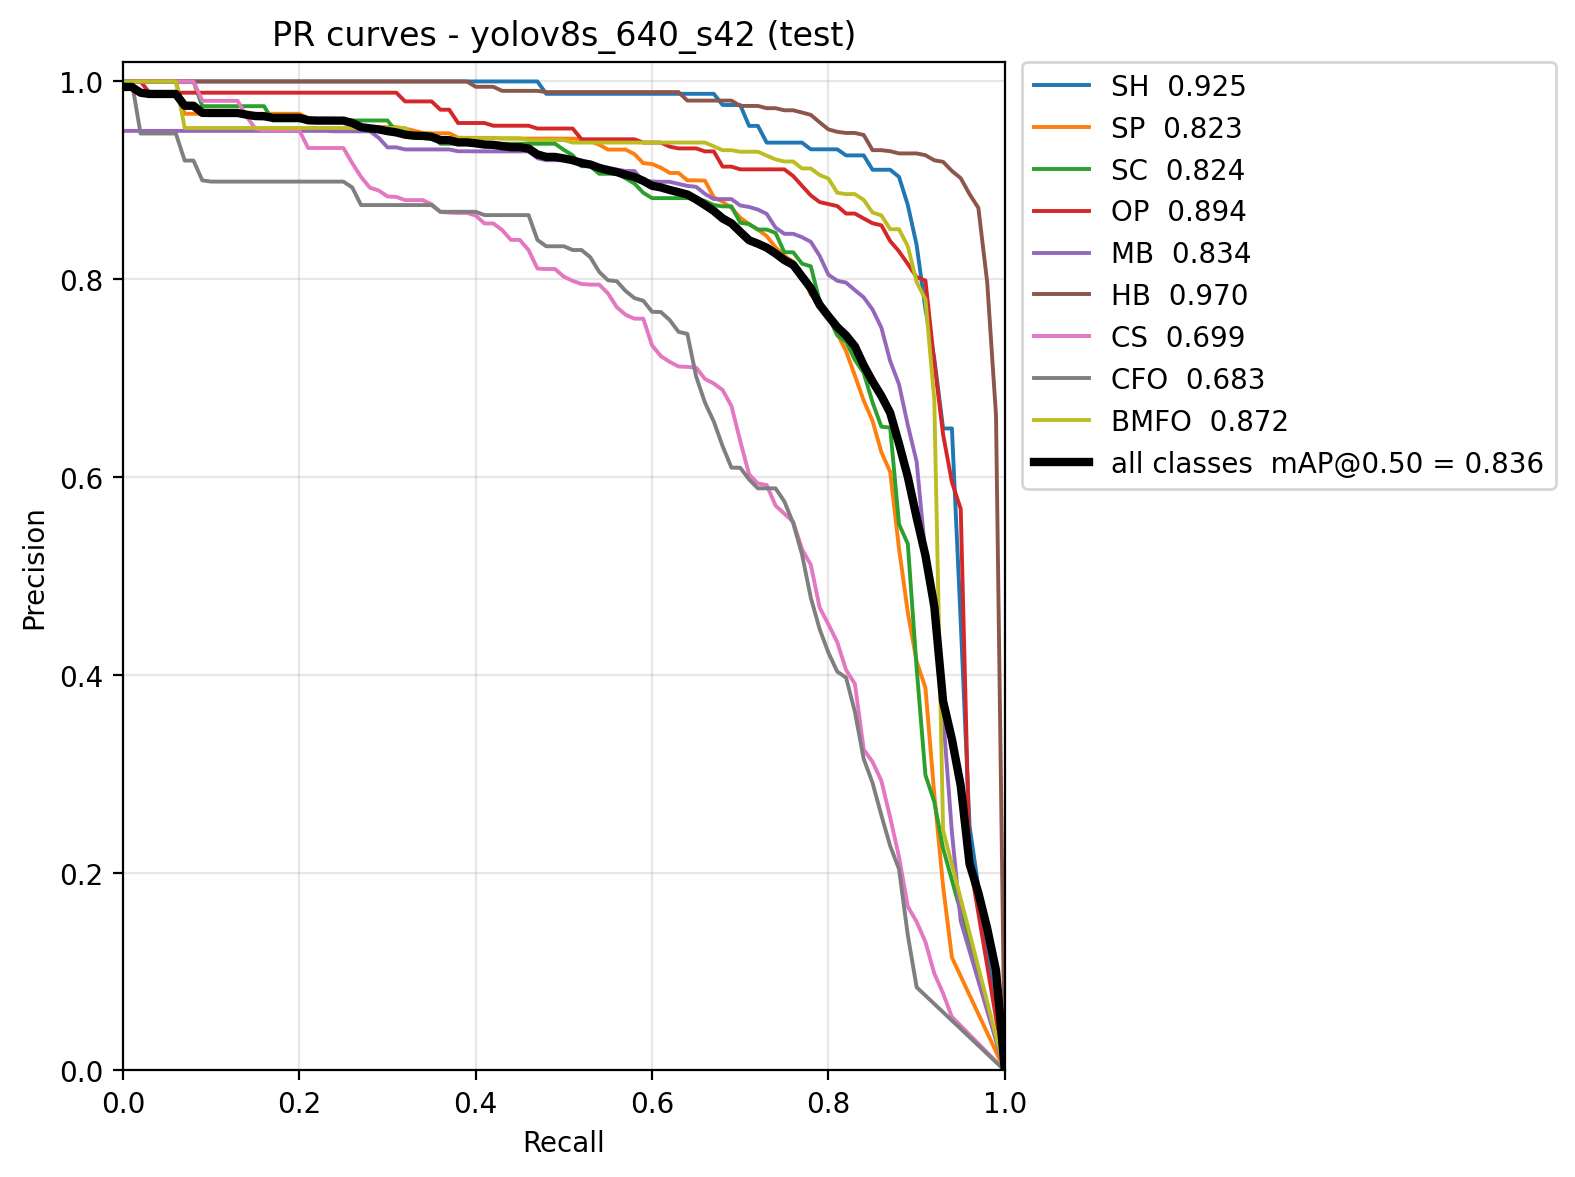 PR curves - yolov8s_640_s42 (test)
1.0
0.8
0.6
0.4
0.2
0.0
Precision
0.0 0.2 0.4 0.6 0.8 1.0
Recall
SH 0.925
SP 0.823
SC 0.824
OP 0.894
MB 0.834
HB 0.970
CS 0.699
CFO 0.683
BMFO 0.872
all classes mAP@0.50 = 0.836